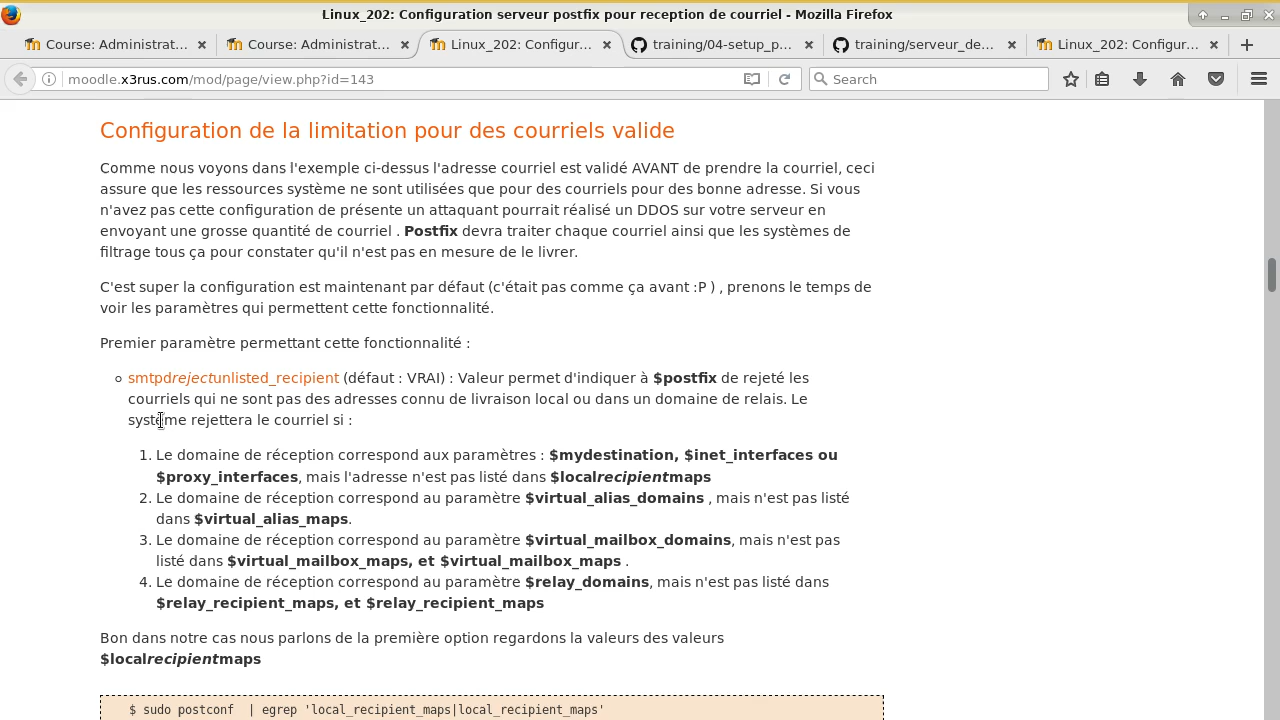 Linux_202: Configuration serveur postfix pour reception de courriel - Mozilla Firefox
Course: Administrat... × Course: Administrat... × Linux_202: Configur... × training/04-setup_p... × training/serveur_de... × Linux_202: Configur... × +
moodle.x3rus.com/mod/page/view.php?id=143 Search
Configuration de la limitation pour des courriels valide
Comme nous voyons dans l'exemple ci-dessus l'adresse courriel est validé AVANT de prendre la courriel, ceci
assure que les ressources système ne sont utilisées que pour des courriels pour des bonne adresse. Si vous
n'avez pas cette configuration de présente un attaquant pourrait réalisé un DDOS sur votre serveur en
envoyant une grosse quantité de courriel . Postfix devra traiter chaque courriel ainsi que les systèmes de
filtrage tous ça pour constater qu'il n'est pas en mesure de le livrer.
C'est super la configuration est maintenant par défaut (c'était pas comme ça avant :P ) , prenons le temps de
voir les paramètres qui permettent cette fonctionnalité.
Premier paramètre permettant cette fonctionnalité :
smtpdrejectunlisted_recipient (défaut : VRAI) : Valeur permet d'indiquer à $postfix de rejeté les
courriels qui ne sont pas des adresses connu de livraison local ou dans un domaine de relais. Le
système rejettera le courriel si :
1. Le domaine de réception correspond aux paramètres : $mydestination, $inet_interfaces ou
$proxy_interfaces, mais l'adresse n'est pas listé dans $localrecipientmaps
2. Le domaine de réception correspond au paramètre $virtual_alias_domains , mais n'est pas listé
dans $virtual_alias_maps.
3. Le domaine de réception correspond au paramètre $virtual_mailbox_domains, mais n'est pas
listé dans $virtual_mailbox_maps, et $virtual_mailbox_maps .
4. Le domaine de réception correspond au paramètre $relay_domains, mais n'est pas listé dans
$relay_recipient_maps, et $relay_recipient_maps
Bon dans notre cas nous parlons de la première option regardons la valeurs des valeurs
$localrecipientmaps
$ sudo postconf | egrep 'local_recipient_maps|local_recipient_maps'